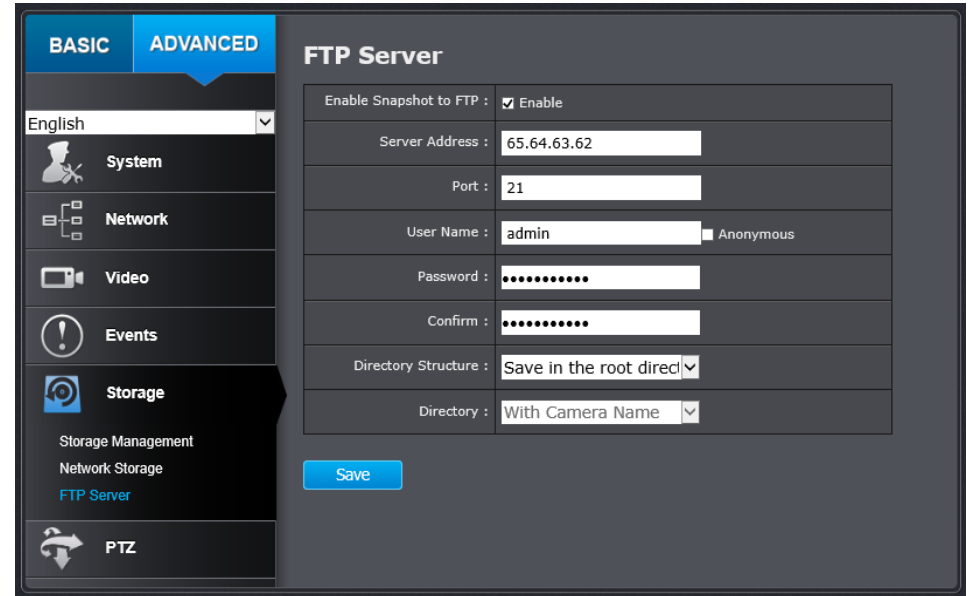 BASIC ADVANCED
English
System
Network
Video
Events
Storage
Storage Management
Network Storage
FTP Server
PTZ
FTP Server
Enable Snapshot to FTP : Enable
Server Address : 65.64.63.62
Port : 21
User Name : admin Anonymous
Password : •••••••••••
Confirm : •••••••••••
Directory Structure : Save in the root direct
Directory : With Camera Name
Save